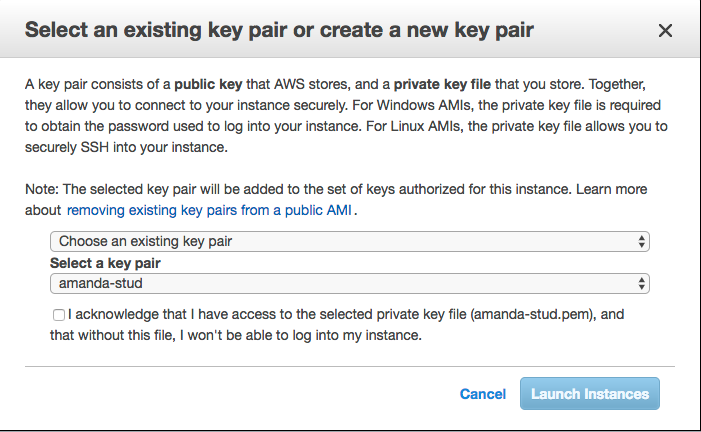 Select an existing key pair or create a new key pair
A key pair consists of a public key that AWS stores, and a private key file that you store. Together,
they allow you to connect to your instance securely. For Windows AMIs, the private key file is required
to obtain the password used to log into your instance. For Linux AMIs, the private key file allows you to
securely SSH into your instance.
Note: The selected key pair will be added to the set of keys authorized for this instance. Learn more
about removing existing key pairs from a public AMI.
Choose an existing key pair
Select a key pair
amanda-stud
I acknowledge that I have access to the selected private key file (amanda-stud.pem), and
that without this file, I won't be able to log into my instance.
Cancel Launch Instances